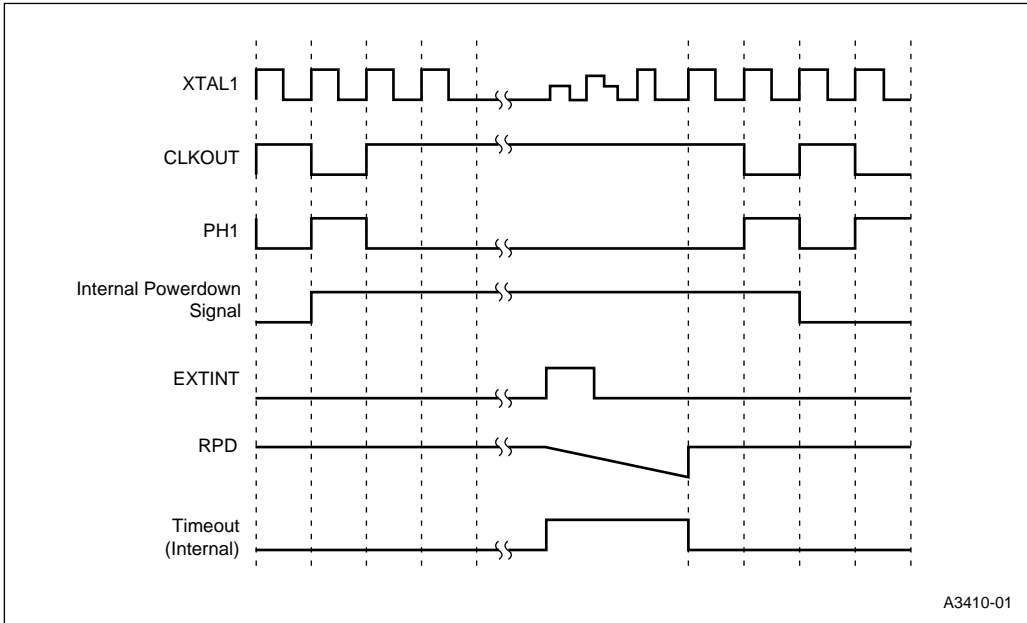 XTAL1
CLKOUT
PH1
Internal Powerdown
Signal
EXTINT
RPD
Timeout
(Internal)
A3410-01